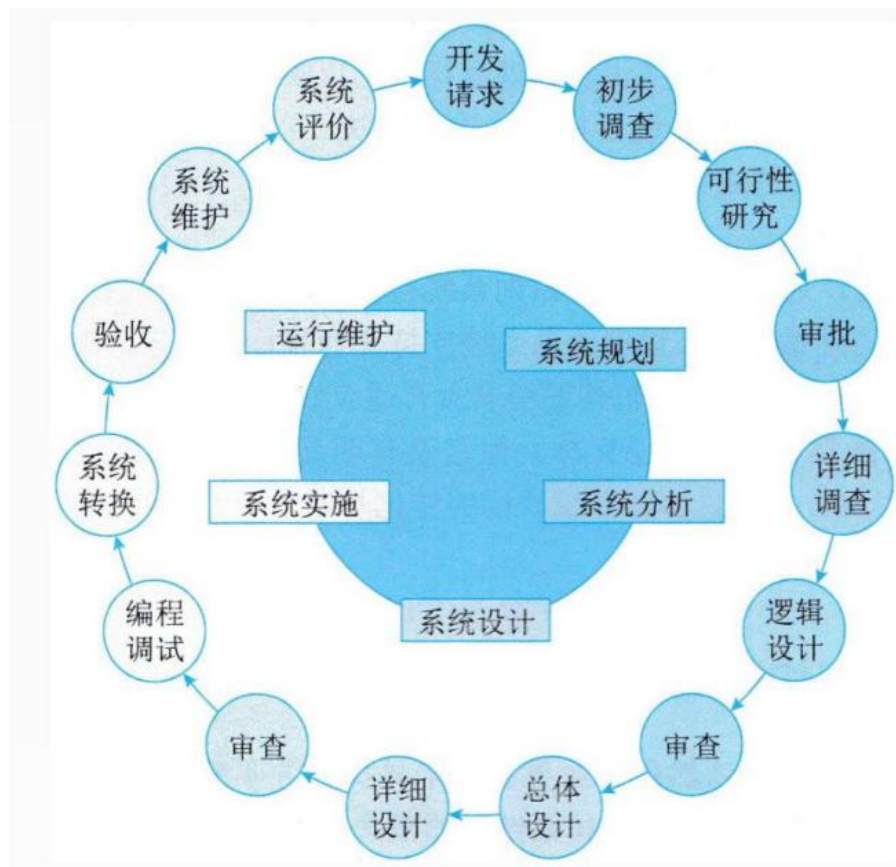 开发
请求
初步
调查
可行性
研究
审批
详细
调查
逻辑
设计
审查
总体
设计
详细
设计
审查
编程
调试
系统
转换
验收
系统
维护
系统
评价
运行维护
系统规划
系统实施
系统分析
系统设计